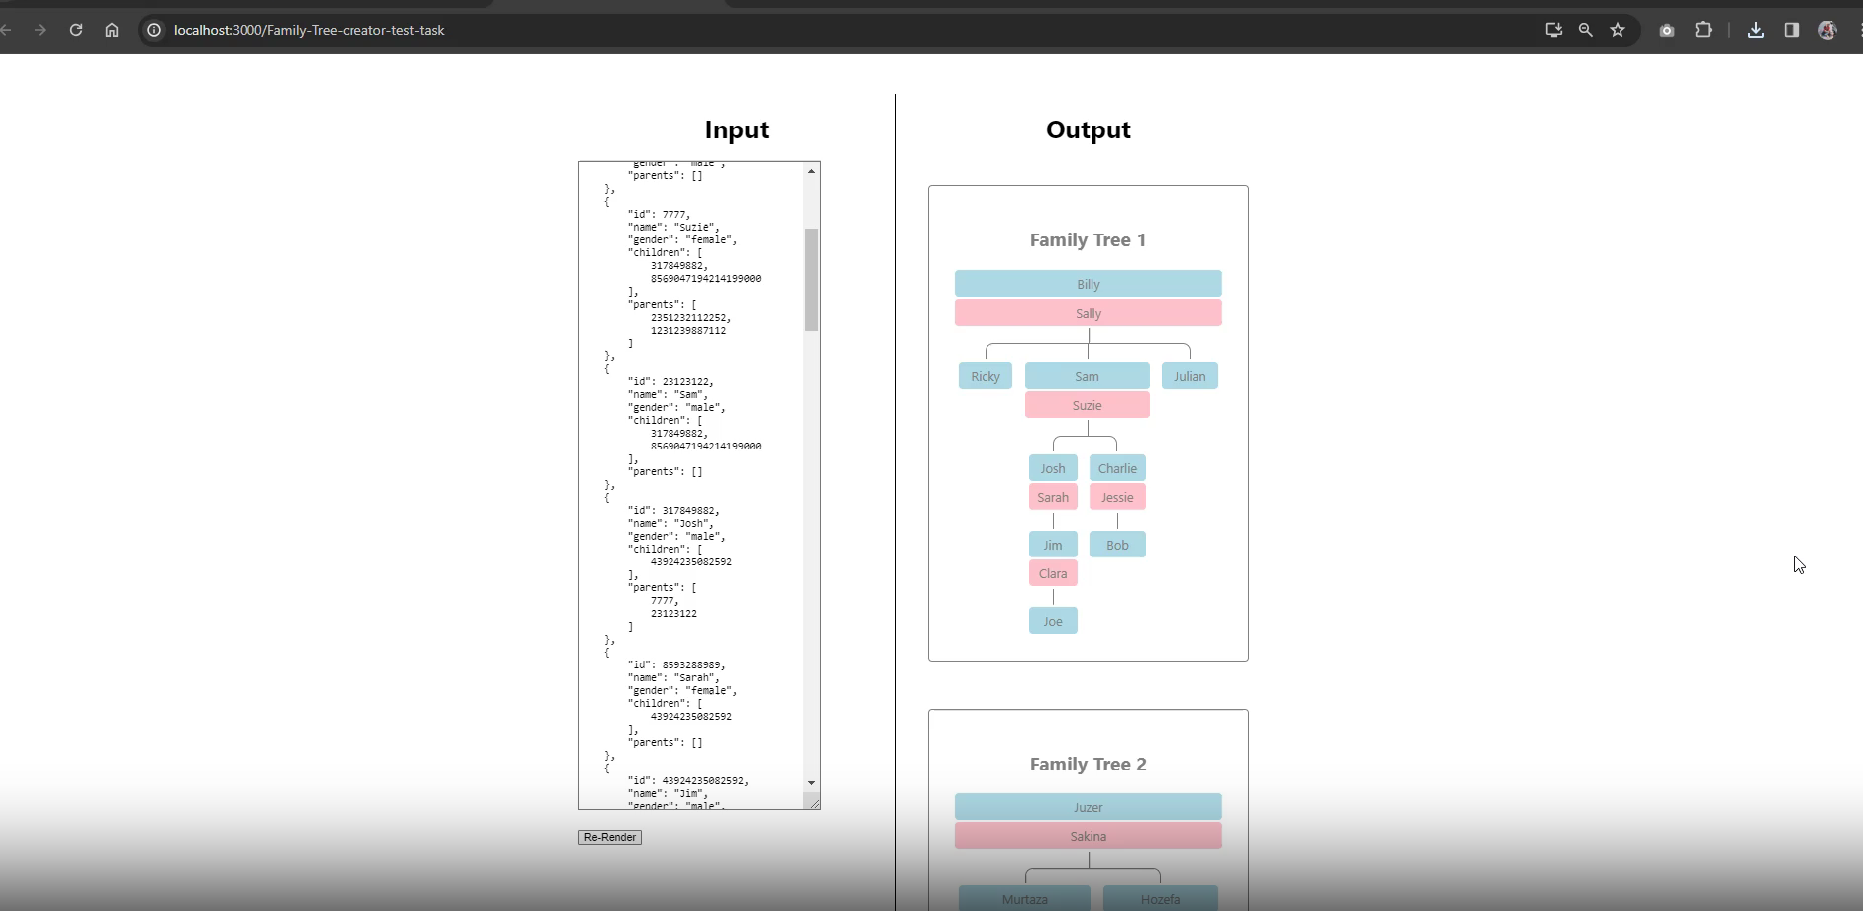 localhost:3000/Family-Tree-creator-test-task
Input
"gender": "male",
"parents": []
},
{
"id": 7777,
"name": "Suzie",
"gender": "female",
"children": [
317849882,
8569047194214199000
],
"parents": [
2351232112252,
1231239887112
]
},
{
"id": 23123122,
"name": "Sam",
"gender": "male",
"children": [
317849882,
8569047194214199000
],
"parents": []
},
{
"id": 317849882,
"name": "Josh",
"gender": "male",
"children": [
43924235082592
],
"parents": [
7777,
23123122
]
},
{
"id": 8593288989,
"name": "Sarah",
"gender": "female",
"children": [
43924235082592
],
"parents": []
},
{
"id": 43924235082592,
"name": "Jim",
"gender": "male",
Re-Render
Output
Family Tree 1
Billy
Sally
Ricky Sam Julian
Suzie
Josh Charlie
Sarah Jessie
Jim Bob
Clara
Joe
Family Tree 2
Juzer
Sakina
Murtaza Hozefa